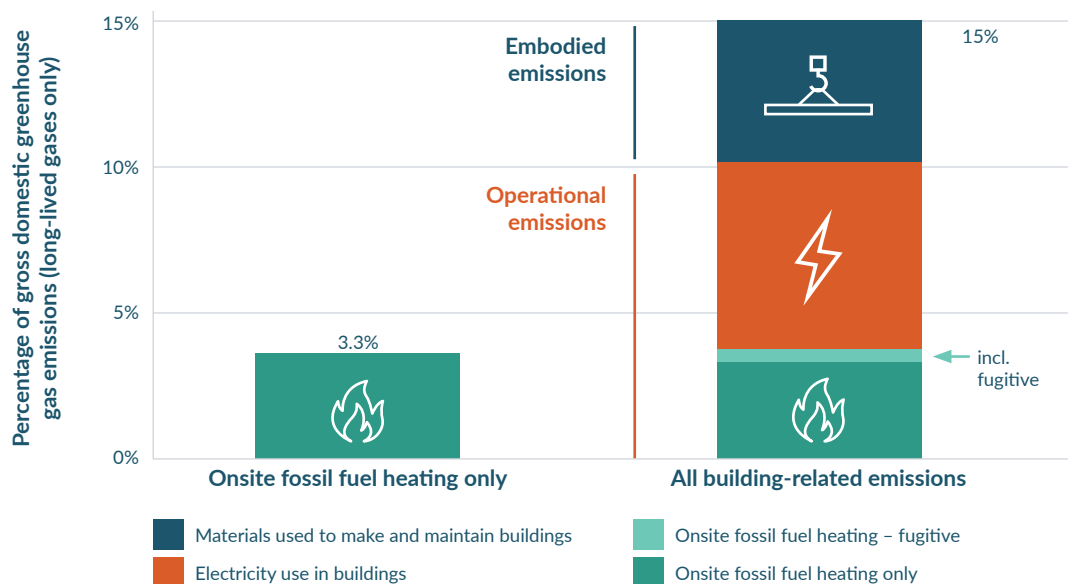 Percentage of gross domestic greenhouse
gas emissions (long-lived gases only)
15%
10%
5%
0%
Embodied
emissions
Operational
emissions
15%
3.3%
incl.
fugitive
Onsite fossil fuel heating only
All building-related emissions
Materials used to make and maintain buildings
Onsite fossil fuel heating – fugitive
Electricity use in buildings
Onsite fossil fuel heating only